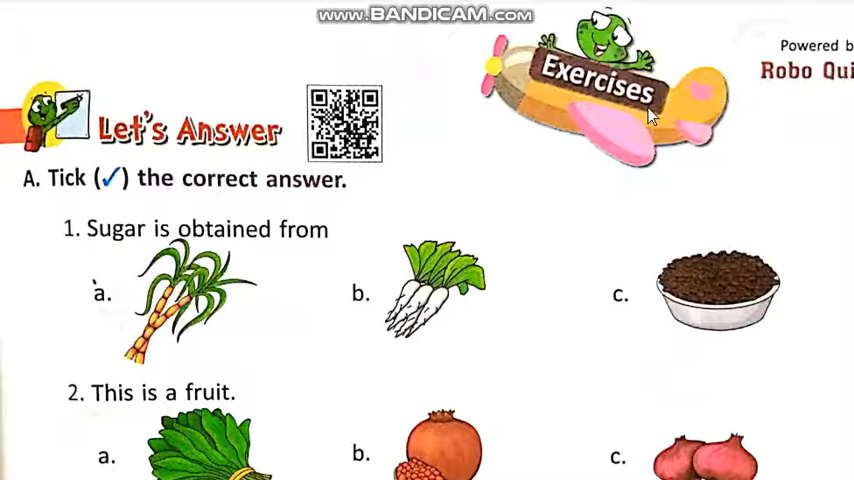 www.BANDICAM.com
Exercises
Powered b
Robo Qui
Let's Answer
A. Tick (✓) the correct answer.
1. Sugar is obtained from
a.
b.
c.
2. This is a fruit.
a.
b.
c.